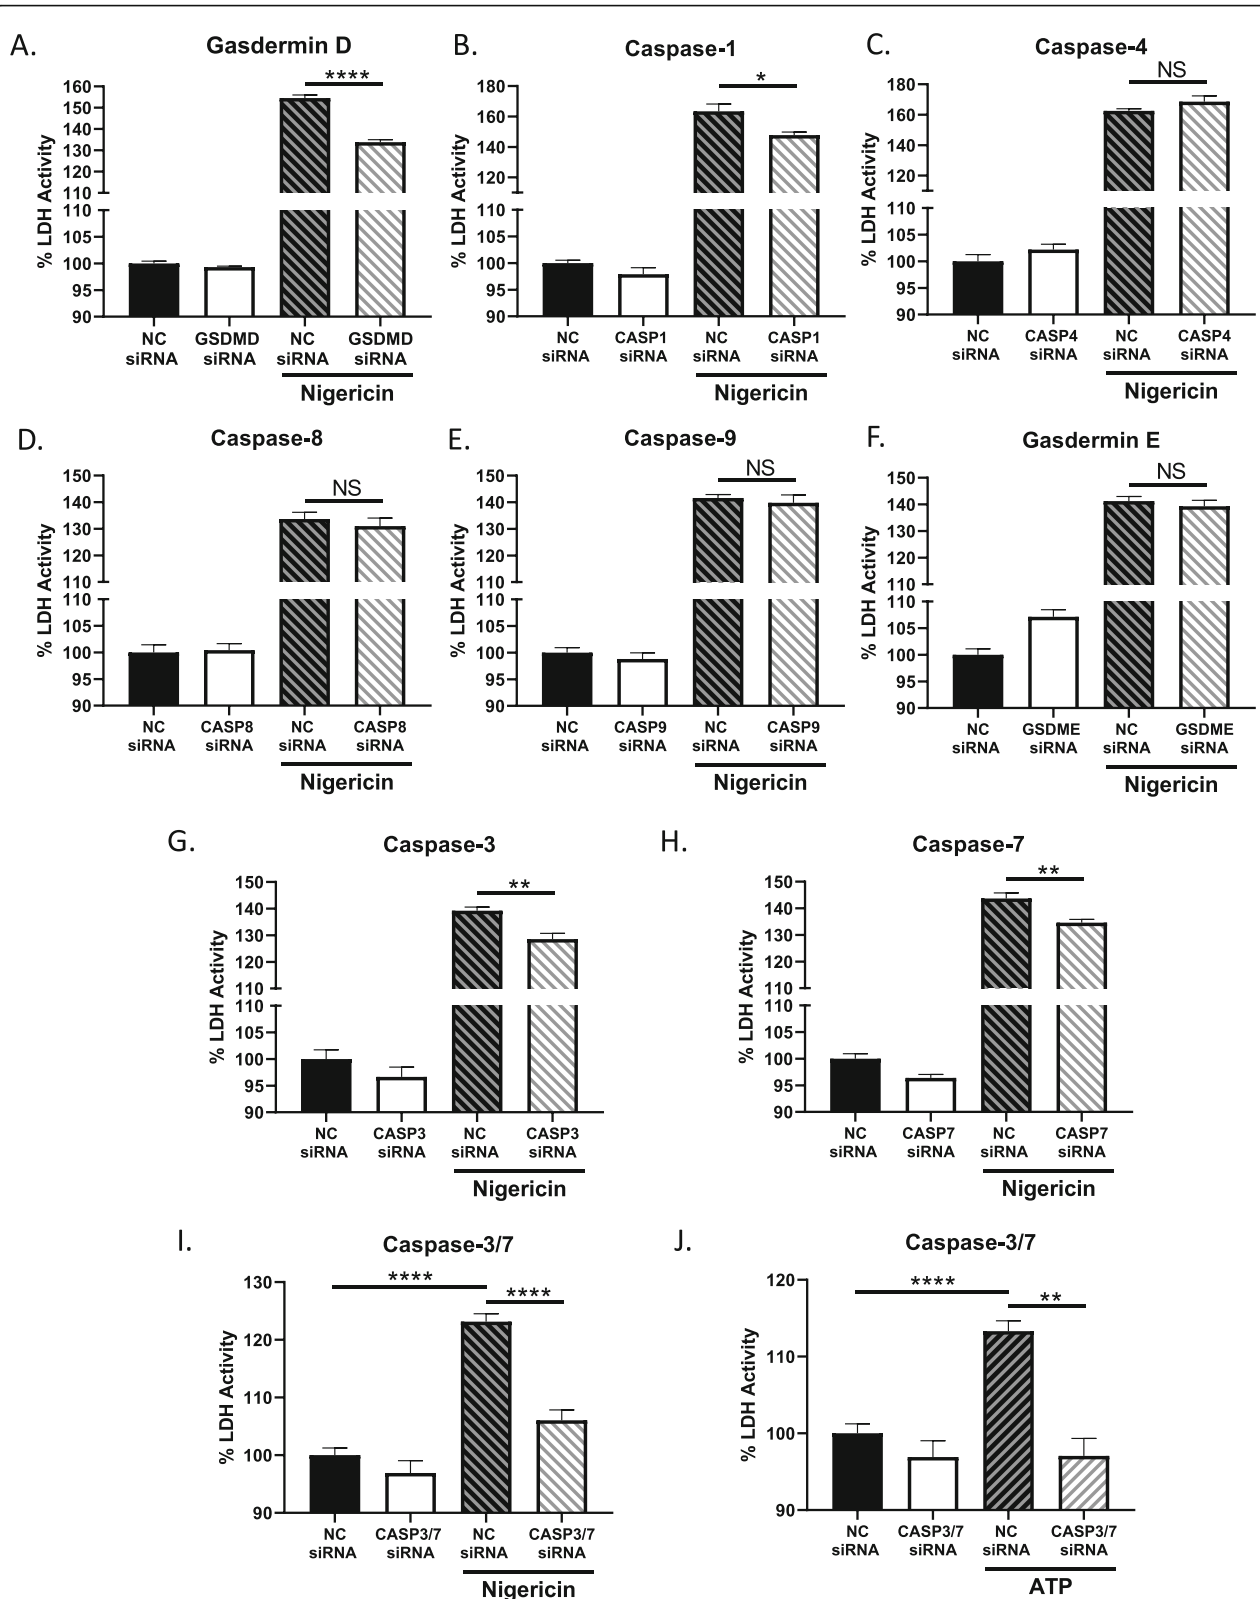 A.
Gasdermin D
****
160
150
140
130
120
110
110
105
100
95
90
% LDH Activity
NC siRNA
GSDMD siRNA
NC siRNA
GSDMD siRNA
Nigericin
B.
Caspase-1
*
180
160
140
120
110
105
100
95
90
% LDH Activity
NC siRNA
CASP1 siRNA
NC siRNA
CASP1 siRNA
Nigericin
C.
Caspase-4
NS
180
160
140
120
110
105
100
95
90
% LDH Activity
NC siRNA
CASP4 siRNA
NC siRNA
CASP4 siRNA
Nigericin
D.
Caspase-8
NS
150
140
130
120
110
110
105
100
95
90
% LDH Activity
NC siRNA
CASP8 siRNA
NC siRNA
CASP8 siRNA
Nigericin
E.
Caspase-9
NS
150
140
130
120
110
110
105
100
95
90
% LDH Activity
NC siRNA
CASP9 siRNA
NC siRNA
CASP9 siRNA
Nigericin
F.
Gasdermin E
NS
150
140
130
120
110
110
105
100
95
90
% LDH Activity
NC siRNA
GSDME siRNA
NC siRNA
GSDME siRNA
Nigericin
G.
Caspase-3
**
150
140
130
120
110
110
105
100
95
90
% LDH Activity
NC siRNA
CASP3 siRNA
NC siRNA
CASP3 siRNA
Nigericin
H.
Caspase-7
**
150
140
130
120
110
110
105
100
95
90
% LDH Activity
NC siRNA
CASP7 siRNA
NC siRNA
CASP7 siRNA
Nigericin
I.
Caspase-3/7
****
****
130
120
110
100
90
% LDH Activity
NC siRNA
CASP3/7 siRNA
NC siRNA
CASP3/7 siRNA
Nigericin
J.
Caspase-3/7
****
**
120
110
100
90
% LDH Activity
NC siRNA
CASP3/7 siRNA
NC siRNA
CASP3/7 siRNA
ATP